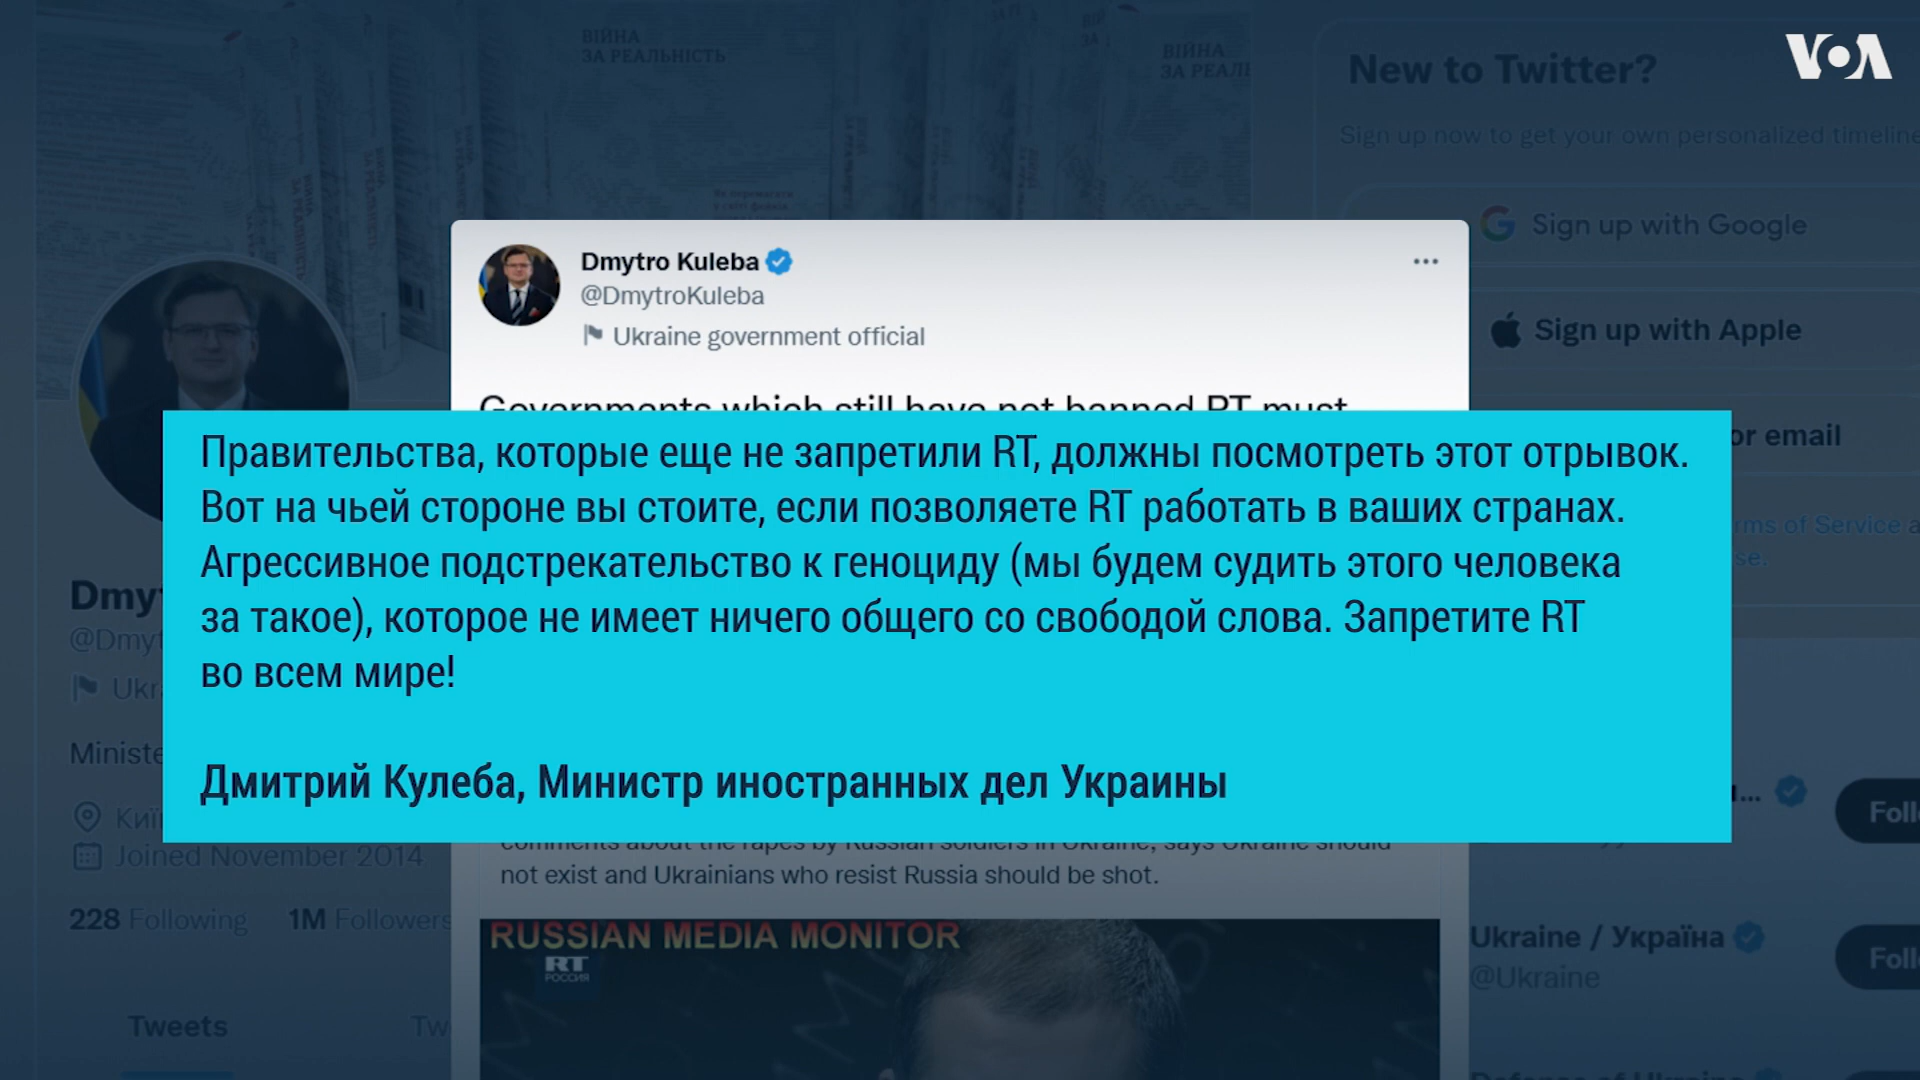 ВІЙНА
ЗА РЕАЛЬНІСТЬ
ВІЙНА
ЗА РЕАЛЬ
VOA
New to Twitter?
Sign up now to get your own personalized timeline
Sign up with Google
Sign up with Apple
or email
rms of Service a
se.
Dmytro Kuleba
@DmytroKuleba
Ukraine government official
Governments which still have not banned RT must
Правительства, которые еще не запретили RT, должны посмотреть этот отрывок.
Вот на чьей стороне вы стоите, если позволяете RT работать в ваших странах.
Агрессивное подстрекательство к геноциду (мы будем судить этого человека
за такое), которое не имеет ничего общего со свободой слова. Запретите RT
во всем мире!
Дмитрий Кулеба, Министр иностранных дел Украины
comments about the rapes by Russian soldiers in Ukraine, says Ukraine should
not exist and Ukrainians who resist Russia should be shot.
RUSSIAN MEDIA MONITOR
RT
РОССИЯ
Dmy
@Dmyt
Ukr
Ministe
Київ
Joined November 2014
228 Following 1M Followers
Tweets Tw
Foll
Ukraine / Україна
@Ukraine
Foll
Defense of Ukraine